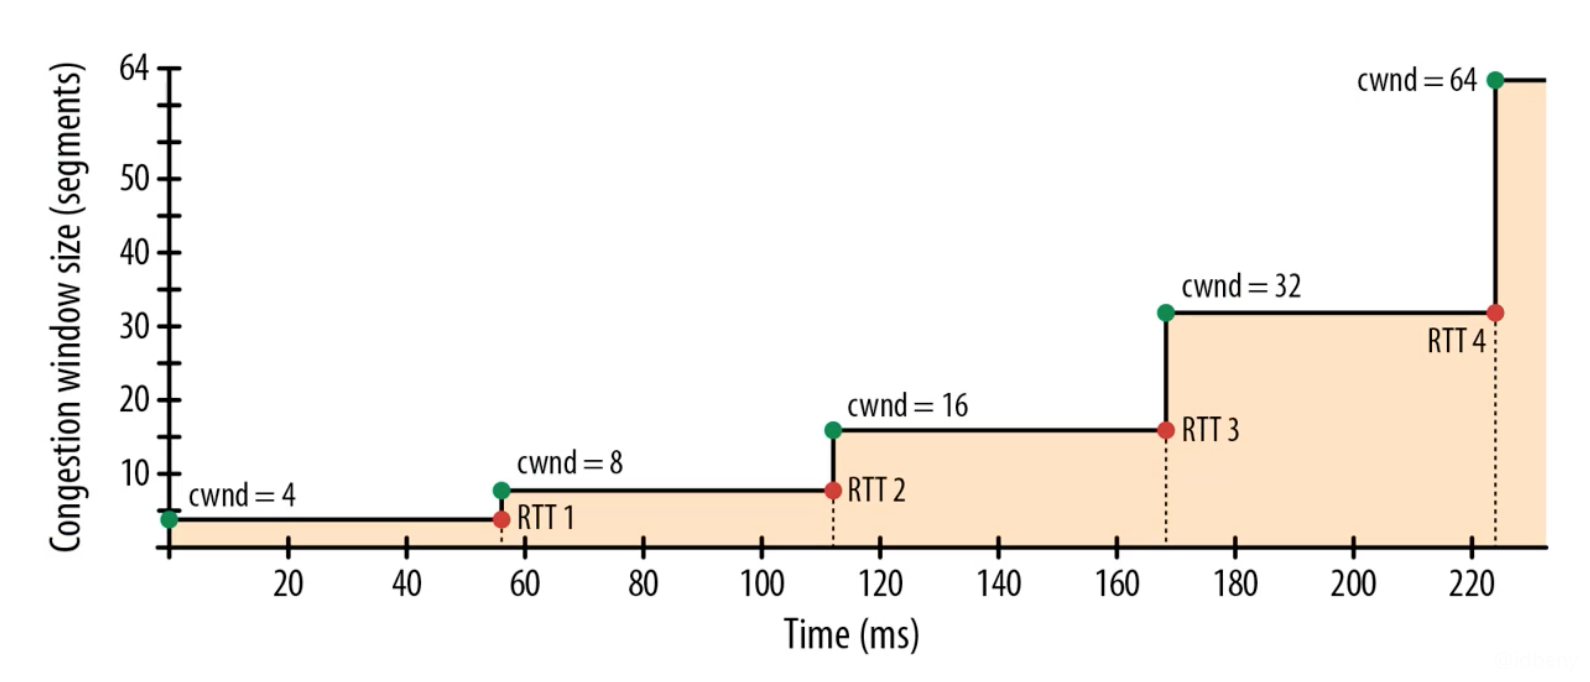 Congestion window size (segments)
64
50
40
30
20
10
cwnd = 4
RTT 1
cwnd = 8
RTT 2
cwnd = 16
RTT 3
cwnd = 32
RTT 4
cwnd = 64
20 40 60 80 100 120 140 160 180 200 220
Time (ms)